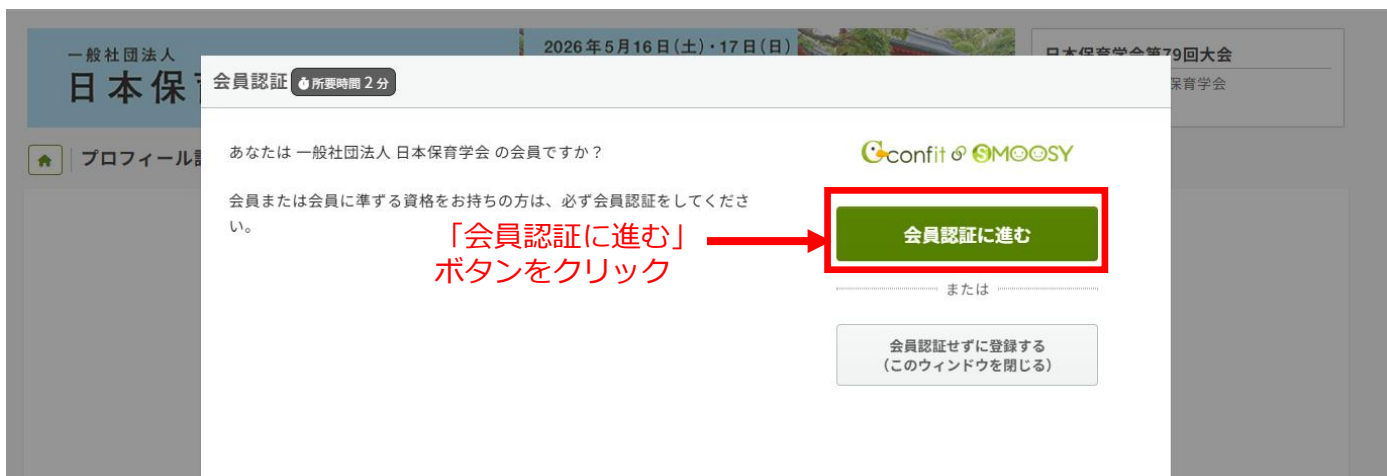 一般社団法人
日本保
2026年5月16日(土)・17日(日)
日本保育学会第79回大会
保育学会
会員認証 所要時間 2 分
プロフィール
あなたは 一般社団法人 日本保育学会 の会員ですか？
confit SMOOSY
会員または会員に準ずる資格をお持ちの方は、必ず会員認証をしてくださ
い。
「会員認証に進む」
ボタンをクリック
会員認証に進む
または
会員認証せずに登録する
（このウィンドウを閉じる）